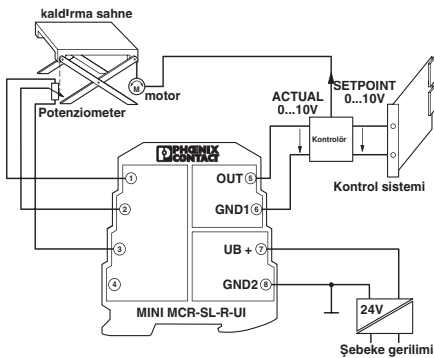 kaldırma sahne
M
motor
Potenziometer
ACTUAL
0...10V
SETPOINT
0...10V
Kontrolör
Kontrol sistemi
PHŒNIX
CONTACT
1
OUT 5
2
GND1 6
3
UB + 7
4
GND2 8
MINI MCR-SL-R-UI
24V
Şebeke gerilimi